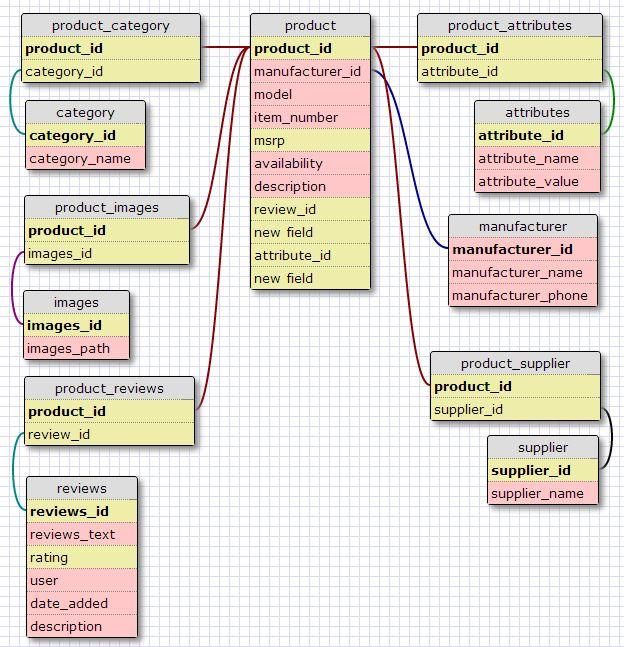 product_category
product_id
category_id
category
category_id
category_name
product_images
product_id
images_id
images
images_id
images_path
product_reviews
product_id
review_id
reviews
reviews_id
reviews_text
rating
user
date_added
description
product
product_id
manufacturer_id
model
item_number
msrp
availability
description
review_id
new field
attribute_id
new field
product_attributes
product_id
attribute_id
attributes
attribute_id
attribute_name
attribute_value
manufacturer
manufacturer_id
manufacturer_name
manufacturer_phone
product_supplier
product_id
supplier_id
supplier
supplier_id
supplier_name